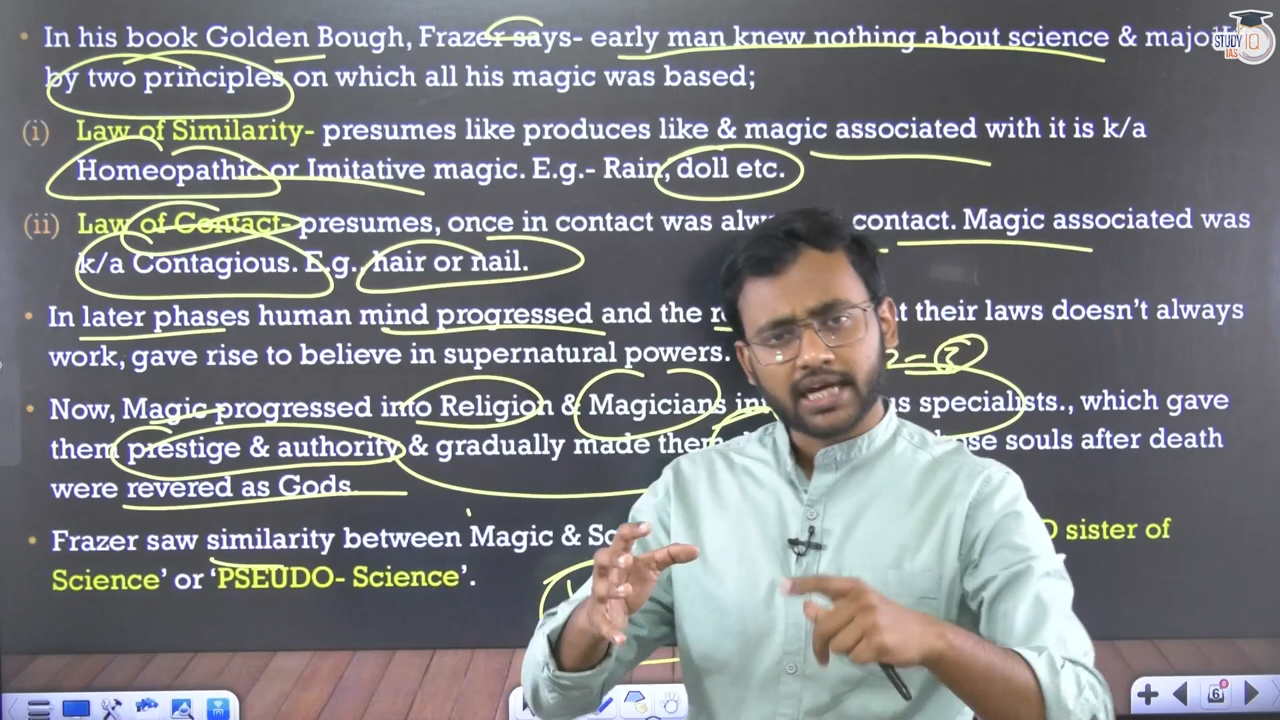 • In his book Golden Bough, Frazer says- early man knew nothing about science &
by two principles on which all his magic was based;
(i) Law of Similarity- presumes like produces like & magic associated with it is k/a
Homeopathic or Imitative magic. E.g.- Rain, doll etc.
(ii) Law of Contact- presumes, once in contact was contact. Magic associated was
k/a Contagious. E.g., hair or nail.
• In later phases human mind progressed and the their laws doesn't always
work, gave rise to believe in supernatural powers.
• Now, Magic progressed into Religion & Magicians specialists., which gave
them prestige & authority & gradually made them souls after death
were revered as Gods.
• Frazer saw similarity between Magic & sister of
Science' or 'PSEUDO- Science'.
STUDY IQ
IAS
6